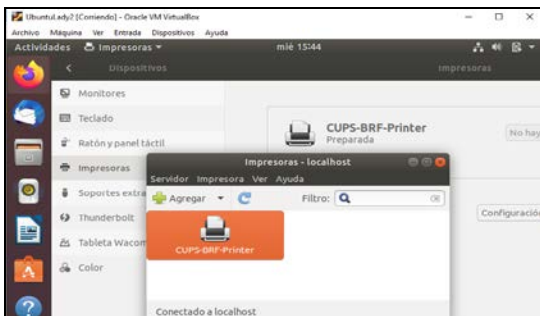 UbuntuLady2 [Corriendo] - Oracle VM VirtualBox
Archivo Máquina Ver Entrada Dispositivos Ayuda
Actividades Impresoras mié 15:44
Dispositivos Impresoras
Monitores
Teclado
CUPS-BRF-Printer
Preparada
No hay
Ratón y panel táctil
Impresoras
Impresoras - localhost
Servidor Impresora Ver Ayuda
Soportes extra
Agregar Filtro:
Thunderbolt
Configuració
Tableta Wacom
CUPS-BRF-Printer
Color
Conectado a localhost